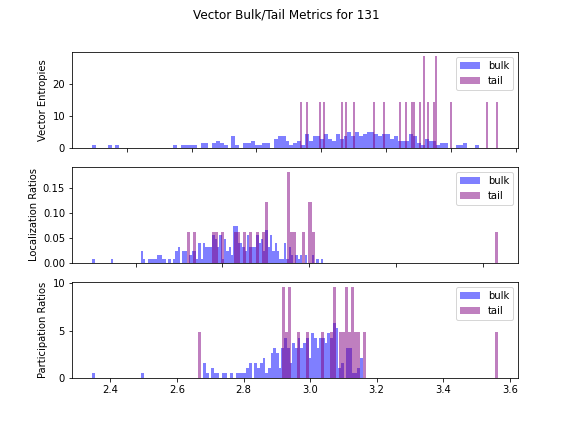 Vector Bulk/Tail Metrics for 131
Vector Entropies
20
10
0
bulk
tail
Localization Ratios
0.15
0.10
0.05
0.00
bulk
tail
Participation Ratios
10
5
0
bulk
tail
2.4 2.6 2.8 3.0 3.2 3.4 3.6